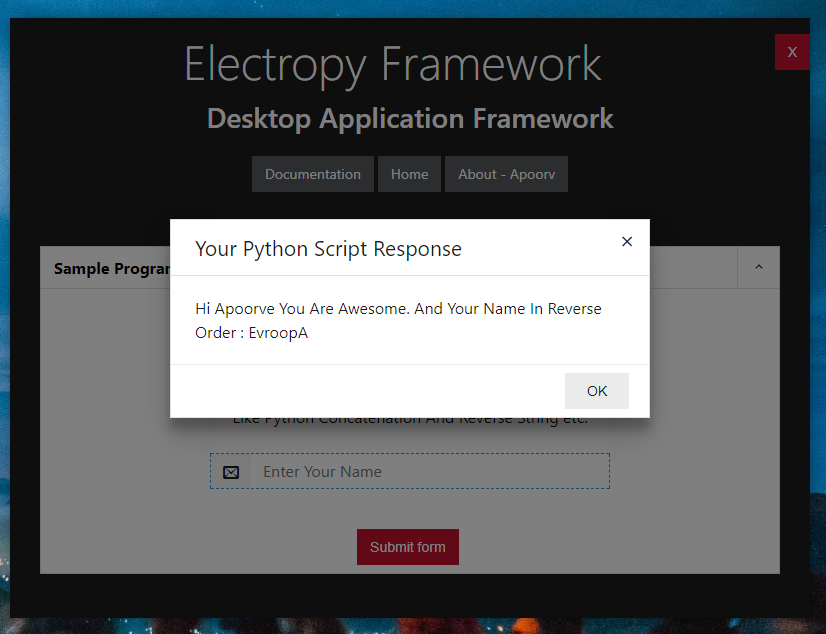 Electropy Framework
X
Desktop Application Framework
Documentation Home About - Apoorv
Sample Progra
Your Python Script Response
Hi Apoorve You Are Awesome. And Your Name In Reverse
Order : EvroopA
OK
Like Python Concatenation And Reverse String etc.
Enter Your Name
Submit form